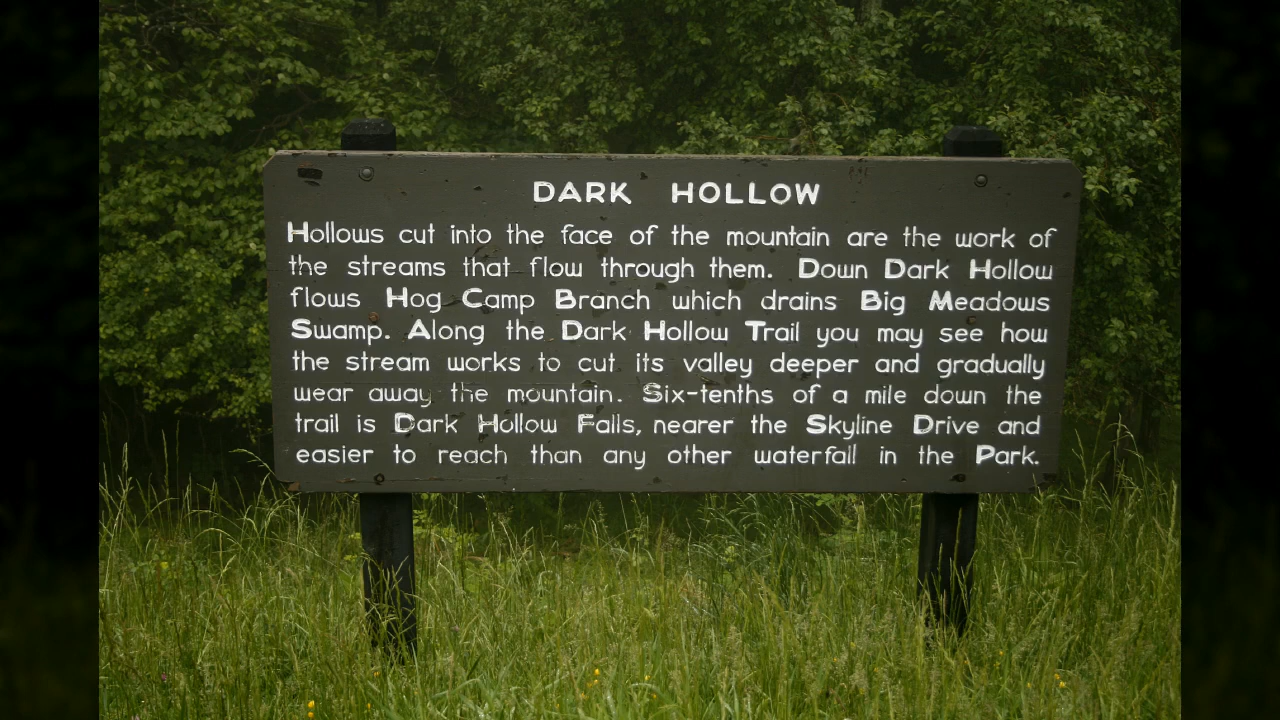 DARK HOLLOW
Hollows cut into the face of the mountain are the work of
the streams that flow through them. Down Dark Hollow
flows Hog Camp Branch which drains Big Meadows
Swamp. Along the Dark Hollow Trail you may see how
the stream works to cut its valley deeper and gradually
wear away the mountain. Six-tenths of a mile down the
trail is Dark Hollow Falls, nearer the Skyline Drive and
easier to reach than any other waterfall in the Park.